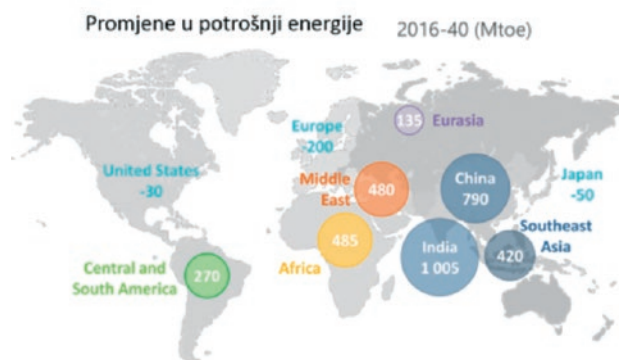 Promjene u potrošnji energije
2016-40 (Mtoe)
135 Eurasia
Europe
-200
United States
-30
Middle
East
480
China
790
Japan
-50
Southeast
Asia
420
485
Africa
India
1 005
Central and
South America
270